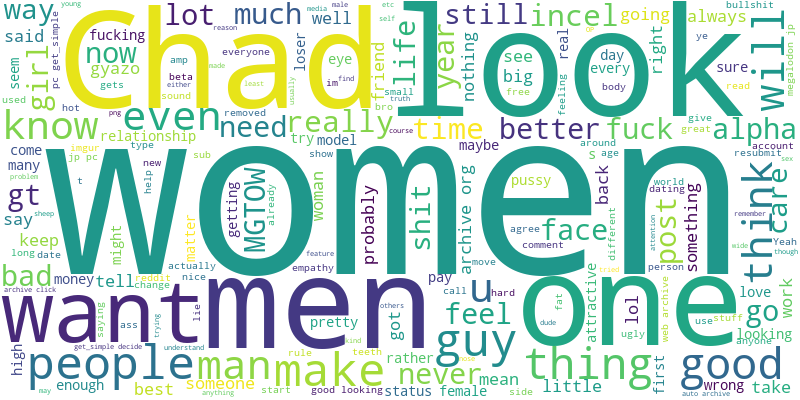 way
said
lot
Chad
much
well
still
look
incel
going
always
will
bullshit
young
media
male
etc
self
reason
fucking
now
everyone
loser
eye
im
find
made
least
usually
life
year
friend
small
truth
bro
nothing
see
big
free
day
every
body
real
feeling
right
sure
read
ye
megalodon jp
girl
seem
used
pc get_simple
gyazo
gets
amp
beta
either
sound
hot
png
course
know
even
need
really
time
better
fuck
alpha
removed
relationship
imgur
jp pc
come
many
type
new
sub
try
model
show
maybe
s
age
back
around
give
great
account
resubmit
sex
problem
sheep
t
help
women
MGTOW
getting
already
woman
probably
shit
archive org
pussy
agree
comment
face
something
post
dating
world
different
attention
person
remember
wide
think
care
Yeah
though
gt
say
keep
long
date
might
matter
actually
nice
empathy
feature
move
bad
money
tell
reddit
change
archive click
want
men
one
u
feel
pay
call
hard
lol
attractive
web archive
love
go
work
looking
anyone
stuff
use
tried
fat
dude
ugly
saying
trying
ass
lie
pretty
got
others
kind
guy
thing
good
high
people
get_simple decide
understand
man
make
rule
teeth
rather
never
mean
little
first
wrong
take
may
enough
best
someone
anything
start
good looking
status
female
side
auto archive